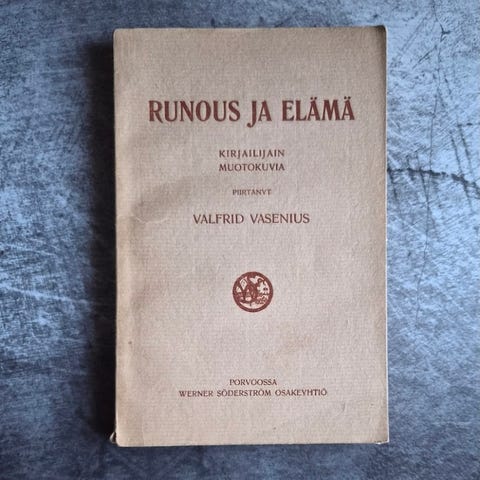 RUNOUS JA ELÄMÄ
KIRJAILIJAIN
MUOTOKUVIA
PIIRTÄNYT
VALFRID VASENIUS
PORVOOSSA
WERNER SÖDERSTRÖM OSAKEYHTIÖ